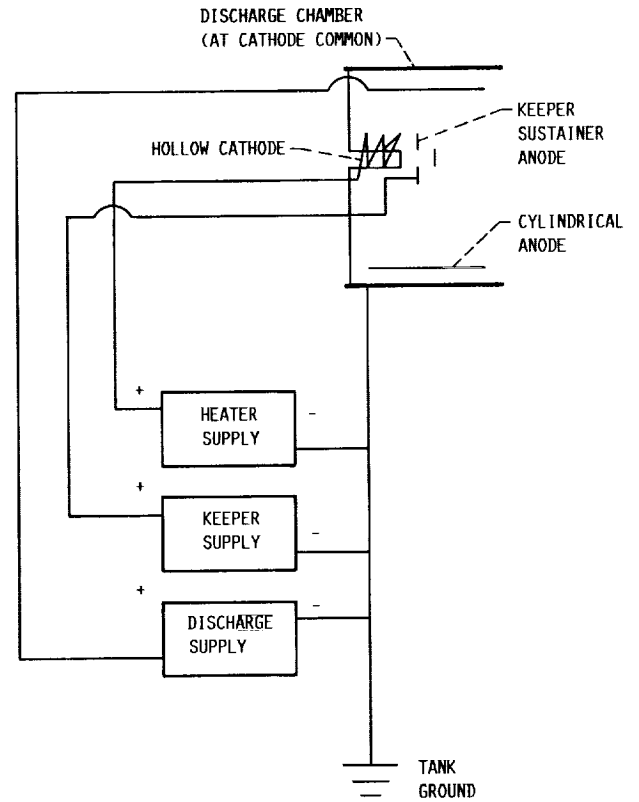 DISCHARGE CHAMBER
(AT CATHODE COMMON)
HOLLOW CATHODE
KEEPER
SUSTAINER
ANODE
CYLINDRICAL
ANODE
+
HEATER
SUPPLY
-
+
KEEPER
SUPPLY
-
+
DISCHARGE
SUPPLY
-
TANK
GROUND